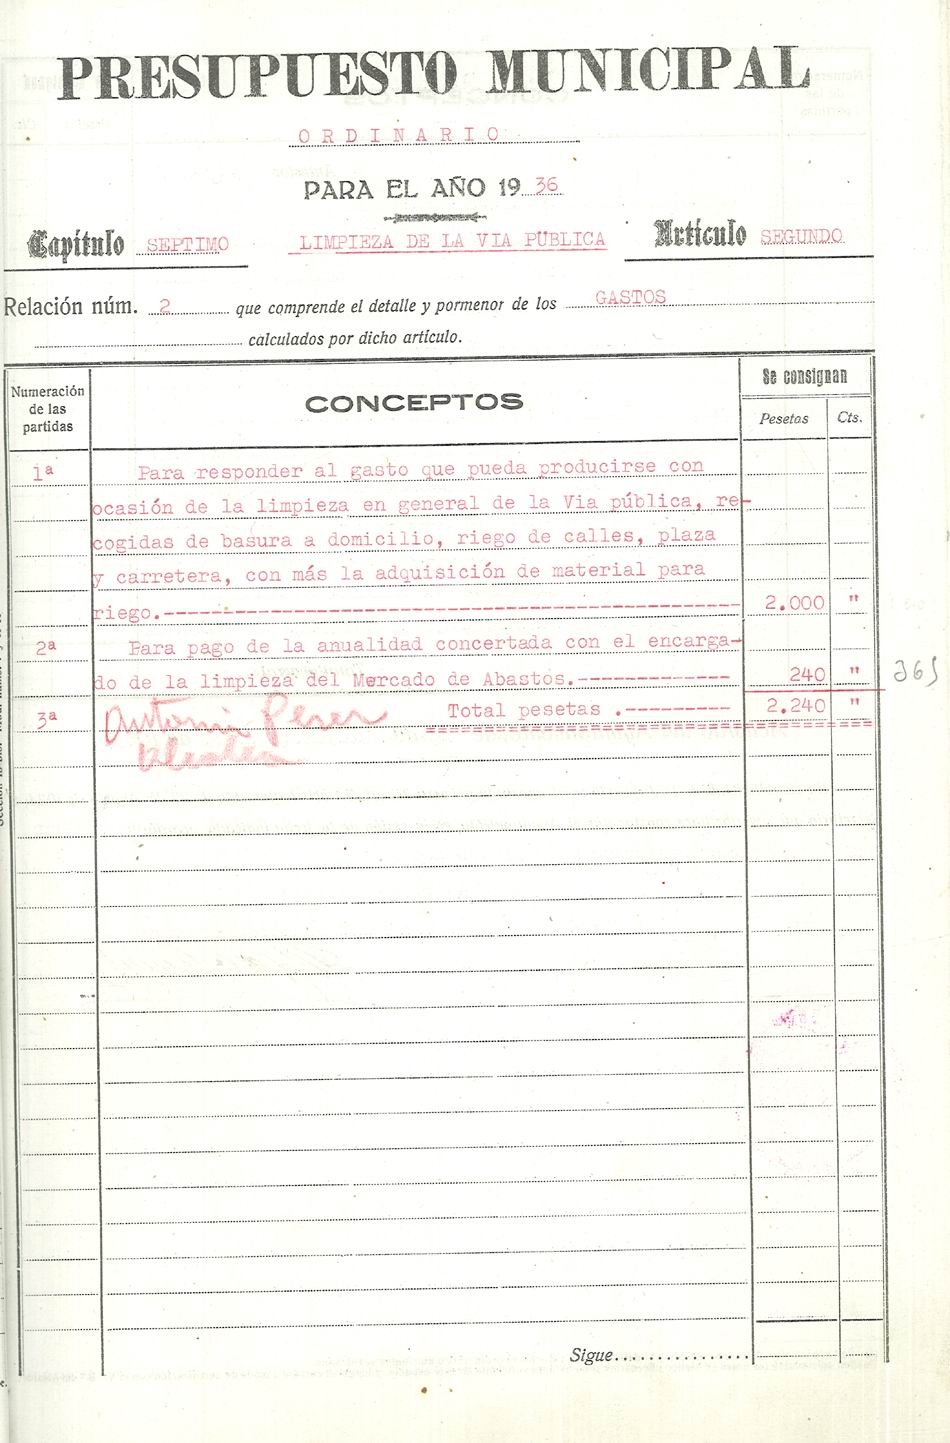 PRESUPUESTO MUNICIPAL
ORDINARIO
PARA EL AÑO 1936
Capítulo SEPTIMO LIMPIEZA DE LA VIA PUBLICA Artículo SEGUNDO
Relación núm. 2 que comprende el detalle y pormenor de los GASTOS
calculados por dicho artículo.
Numeración de las partidas CONCEPTOS Se consignan
Pesetas Cts.
1ª Para responder al gasto que pueda producirse con
ocasión de la limpieza en general de la Via pública, re-
cogidas de basura a domicilio, riego de calles, plaza
y carretera, con más la adquisición de material para
riego.------------------------------------------------ 2.000 "
2ª Para pago de la anualidad concertada con el encarga-
do de la limpieza del Mercado de Abastos.------------- 240 " 365
3ª Antoni Perer Total pesetas .--------- 2.240 "
Sigue